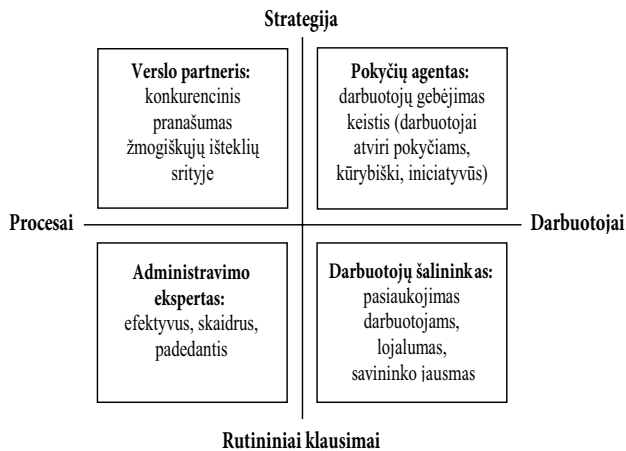 Strategija
Verslo partneris:
konkurencinis
pranašumas
žmogiškųjų išteklių
srityje
Pokyčių agentas:
darbuotojų gebėjimas
keistis (darbuotojai
atviri pokyčiams,
kūrybiški, iniciatyvūs)
Procesai
Darbuotojai
Administravimo
ekspertas:
efektyvus, skaidrus,
padedantis
Darbuotojų šalininkas:
pasiaukojimas
darbuotojams,
lojalumas,
savininko jausmas
Rutininiai klausimai